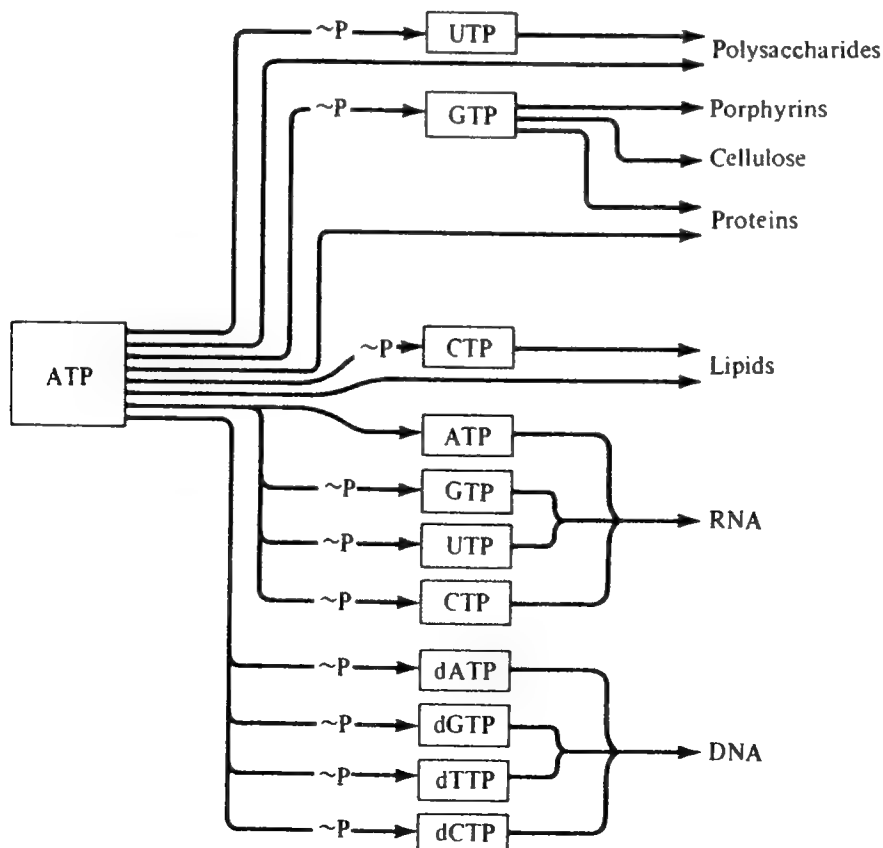 ~P UTP
Polysaccharides
~P GTP
Porphyrins
Cellulose
Proteins
ATP
~P CTP
Lipids
ATP
~P GTP
RNA
~P UTP
~P CTP
~P dATP
~P dGTP
DNA
~P dTTP
~P dCTP